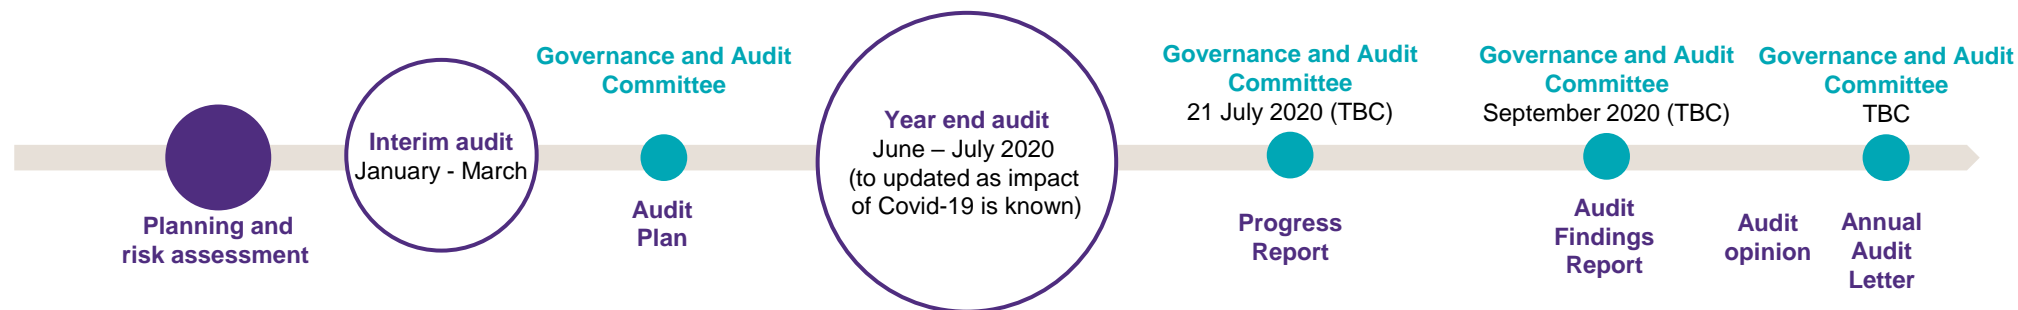 Planning and
risk assessment
Interim audit
January - March
Governance and Audit
Committee
Audit
Plan
Year end audit
June – July 2020
(to updated as impact
of Covid-19 is known)
Governance and Audit
Committee
21 July 2020 (TBC)
Progress
Report
Governance and Audit
Committee
September 2020 (TBC)
Audit
Findings
Report
Audit
opinion
Governance and Audit
Committee
TBC
Annual
Audit
Letter